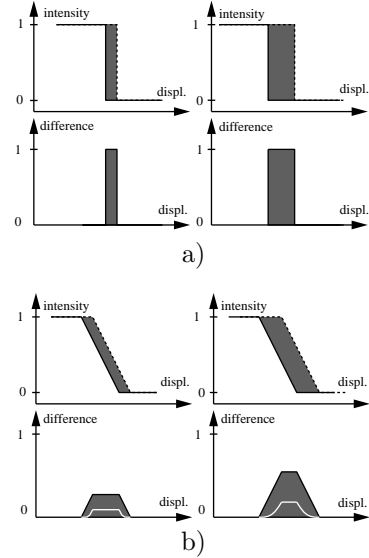 intensity
1
0
displ.
intensity
1
0
displ.
difference
1
0
displ.
difference
1
0
displ.
a)
intensity
1
0
displ.
intensity
1
0
displ.
difference
1
0
displ.
difference
1
0
displ.
b)